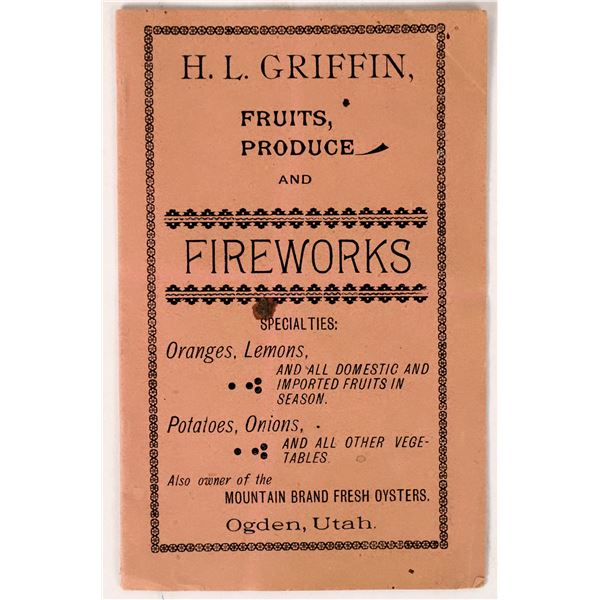 H. L. GRIFFIN,
FRUITS,
PRODUCE
AND
FIREWORKS
SPECIALTIES:
Oranges, Lemons,
AND ALL DOMESTIC AND
IMPORTED FRUITS IN
SEASON.
Potatoes, Onions,
AND ALL OTHER VEGE-
TABLES.
Also owner of the
MOUNTAIN BRAND FRESH OYSTERS.
Ogden, Utah.